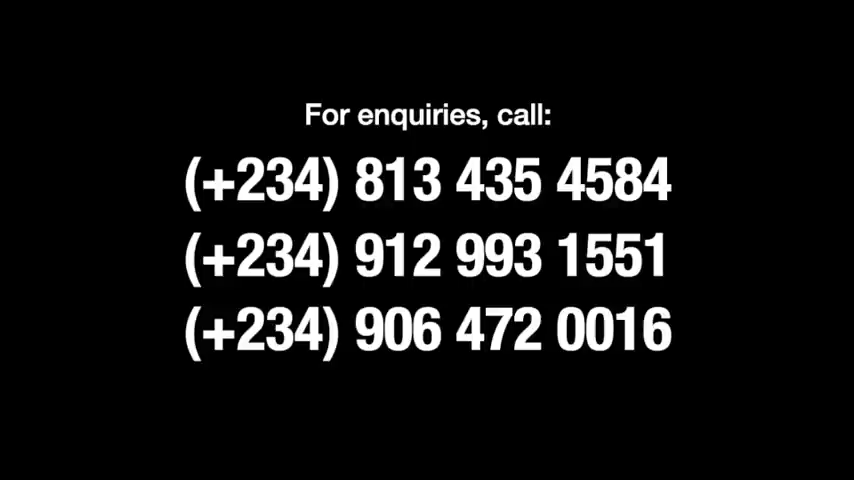 For enquiries, call:
(+234) 813 435 4584
(+234) 912 993 1551
(+234) 906 472 0016